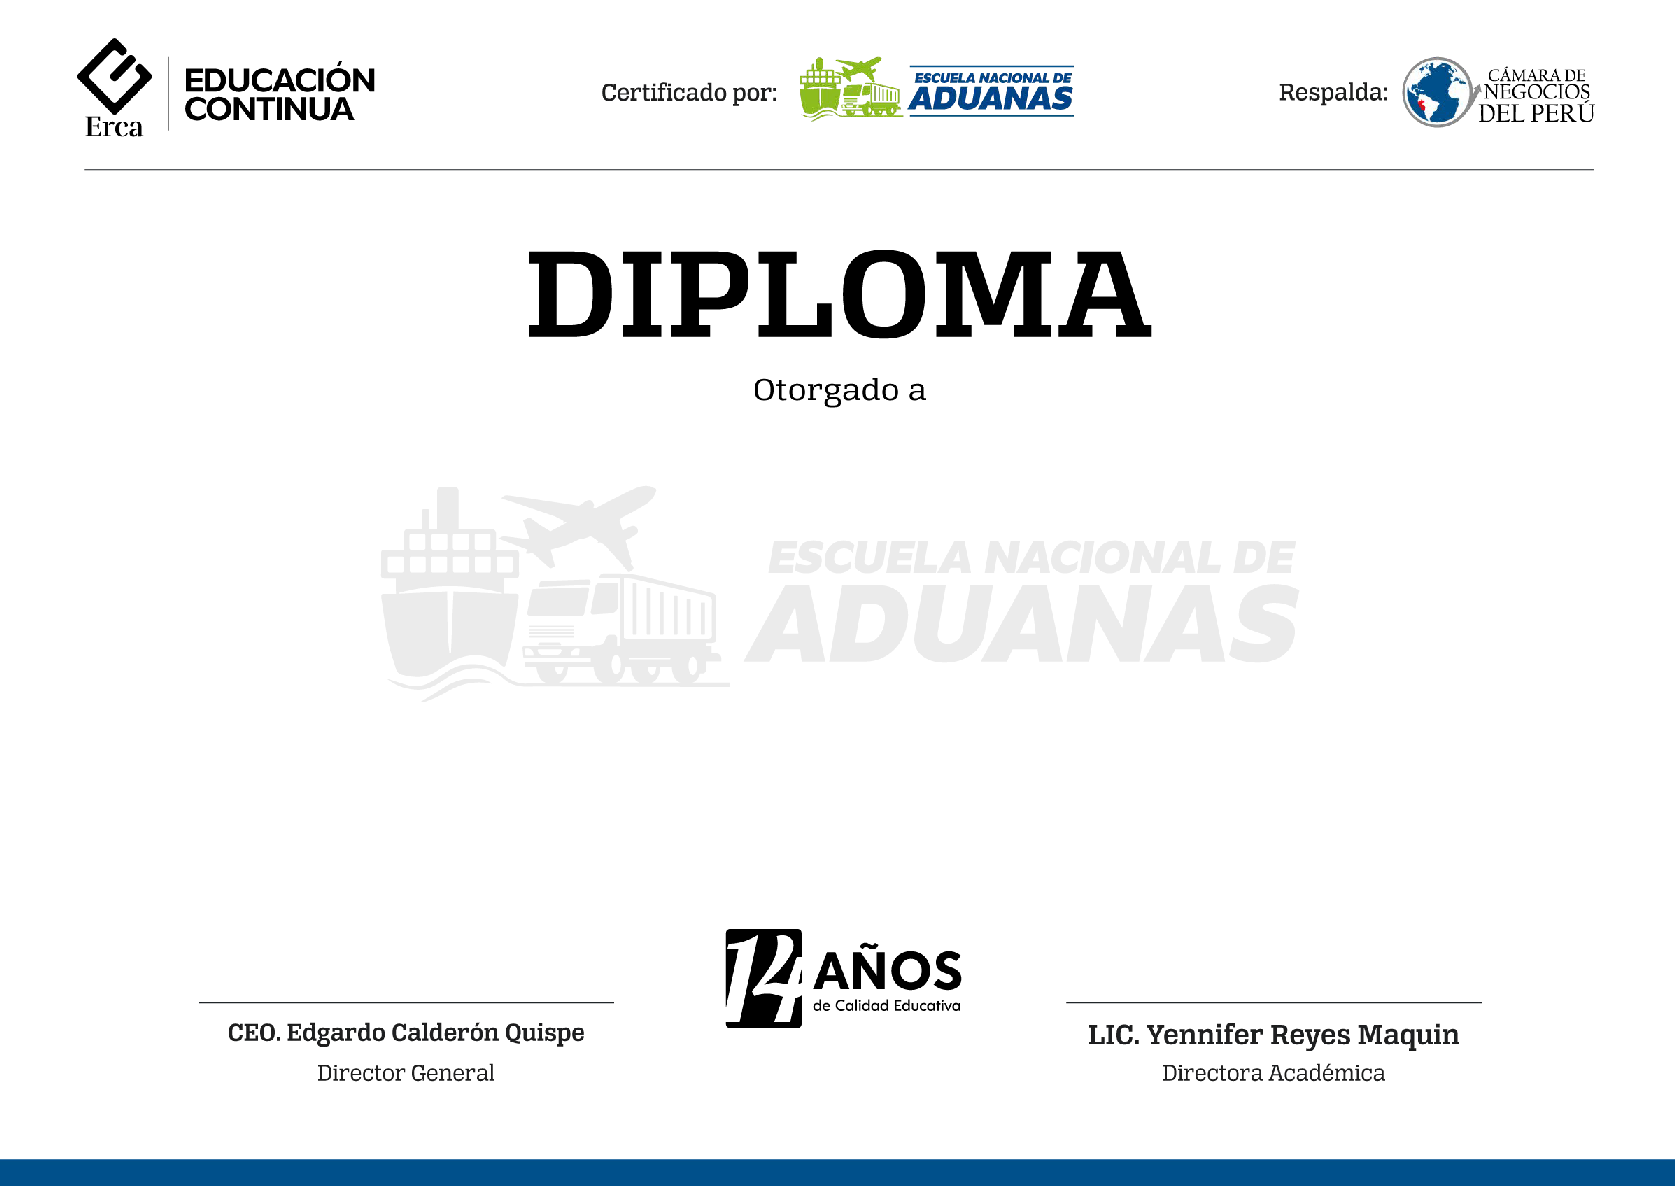 Erca
EDUCACIÓN
CONTINUA
Certificado por:
ESCUELA NACIONAL DE
ADUANAS
Respalda:
CÁMARA DE
NEGOCIOS
DEL PERÚ
DIPLOMA
Otorgado a
ESCUELA NACIONAL DE
ADUANAS
14 AÑOS
de Calidad Educativa
CEO. Edgardo Calderón Quispe
Director General
LIC. Yennifer Reyes Maquin
Directora Académica